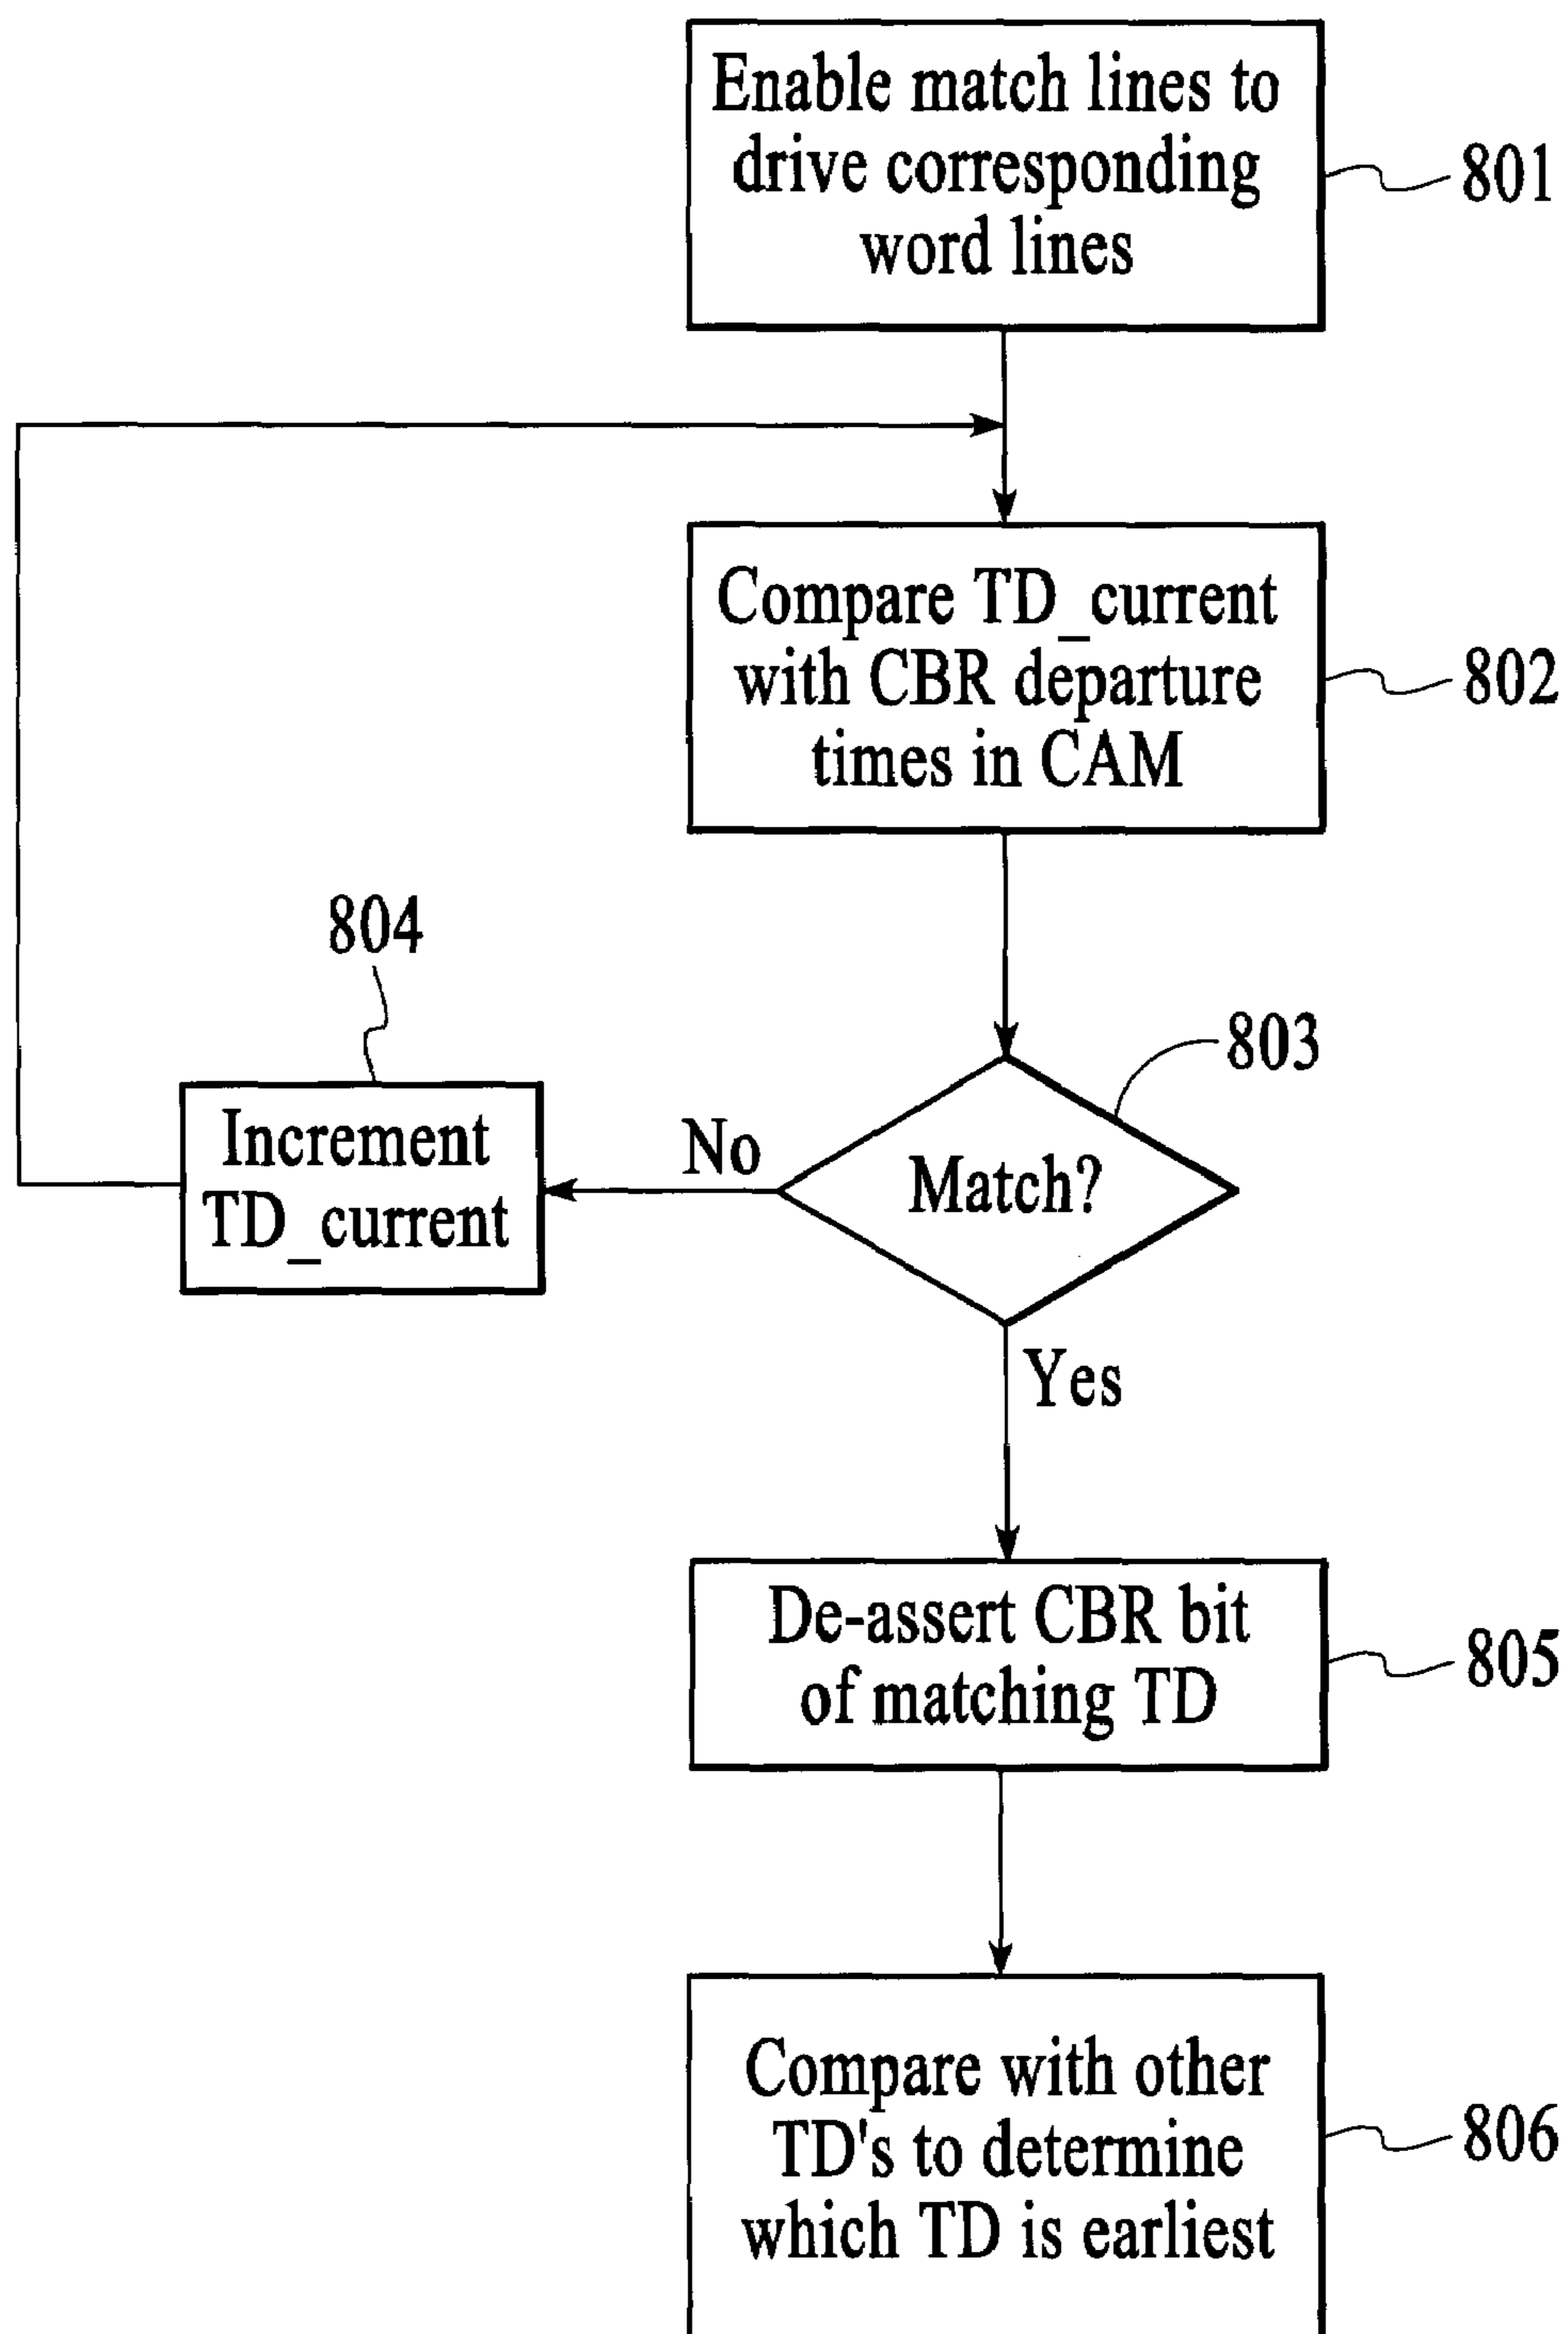 Enable match lines to
drive corresponding
word lines
801
Compare TD_current
with CBR departure
times in CAM
802
804
803
Increment
TD_current
No
Match?
Yes
De-assert CBR bit
of matching TD
805
Compare with other
TD's to determine
which TD is earliest
806